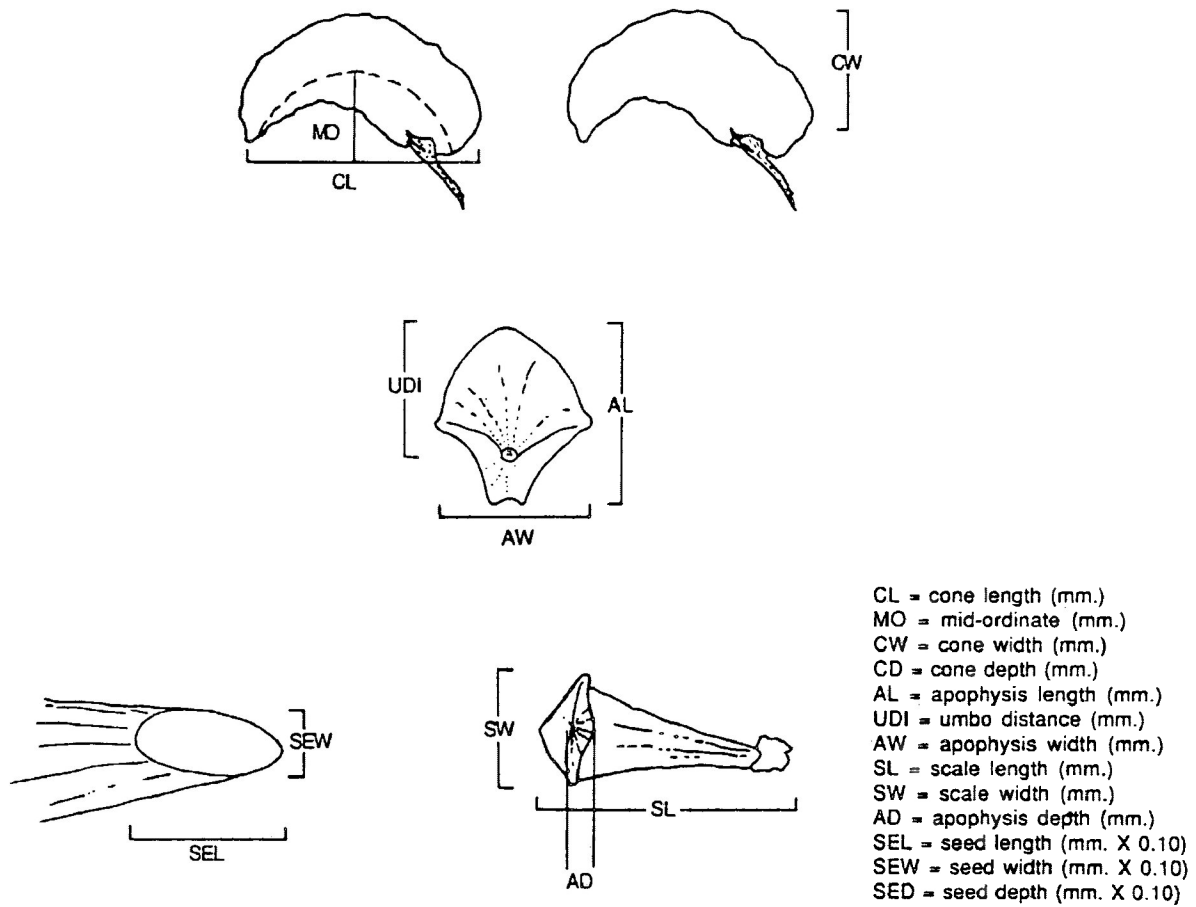 CW
MO
CL
UDI
AL
AW
SEW
SW
SEL
SL
AD
CL = cone length (mm.)
MO = mid-ordinate (mm.)
CW = cone width (mm.)
CD = cone depth (mm.)
AL = apophysis length (mm.)
UDI = umbo distance (mm.)
AW = apophysis width (mm.)
SL = scale length (mm.)
SW = scale width (mm.)
AD = apophysis depth (mm.)
SEL = seed length (mm. X 0.10)
SEW = seed width (mm. X 0.10)
SED = seed depth (mm. X 0.10)